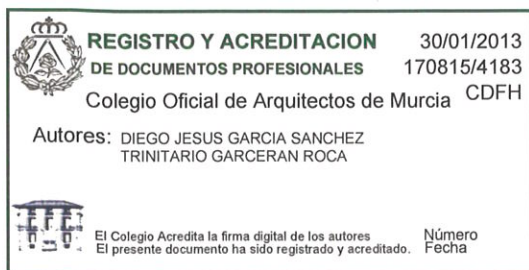 REGISTRO Y ACREDITACION 30/01/2013
DE DOCUMENTOS PROFESIONALES 170815/4183
Colegio Oficial de Arquitectos de Murcia CDFH
Autores: DIEGO JESUS GARCIA SANCHEZ
TRINITARIO GARCERAN ROCA
El Colegio Acredita la firma digital de los autores Número
El presente documento ha sido registrado y acreditado. Fecha